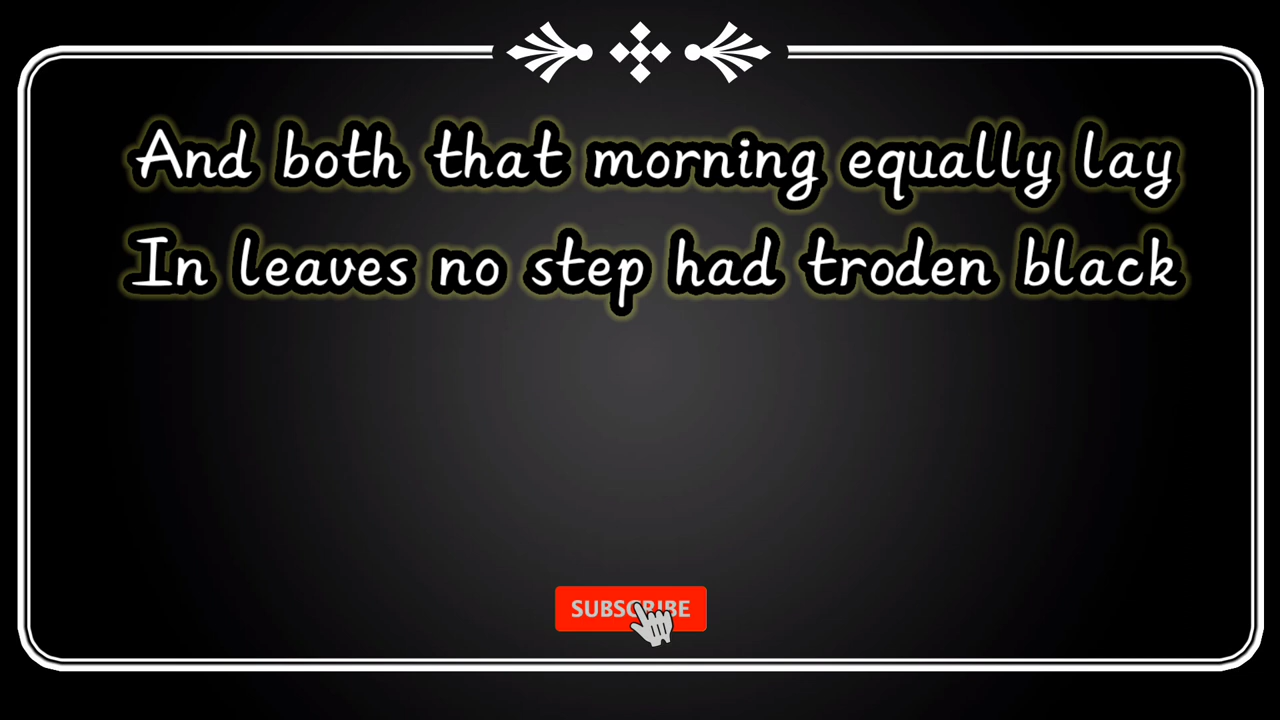 And both that morning equally lay
In leaves no step had troden black
SUBSCRIBE